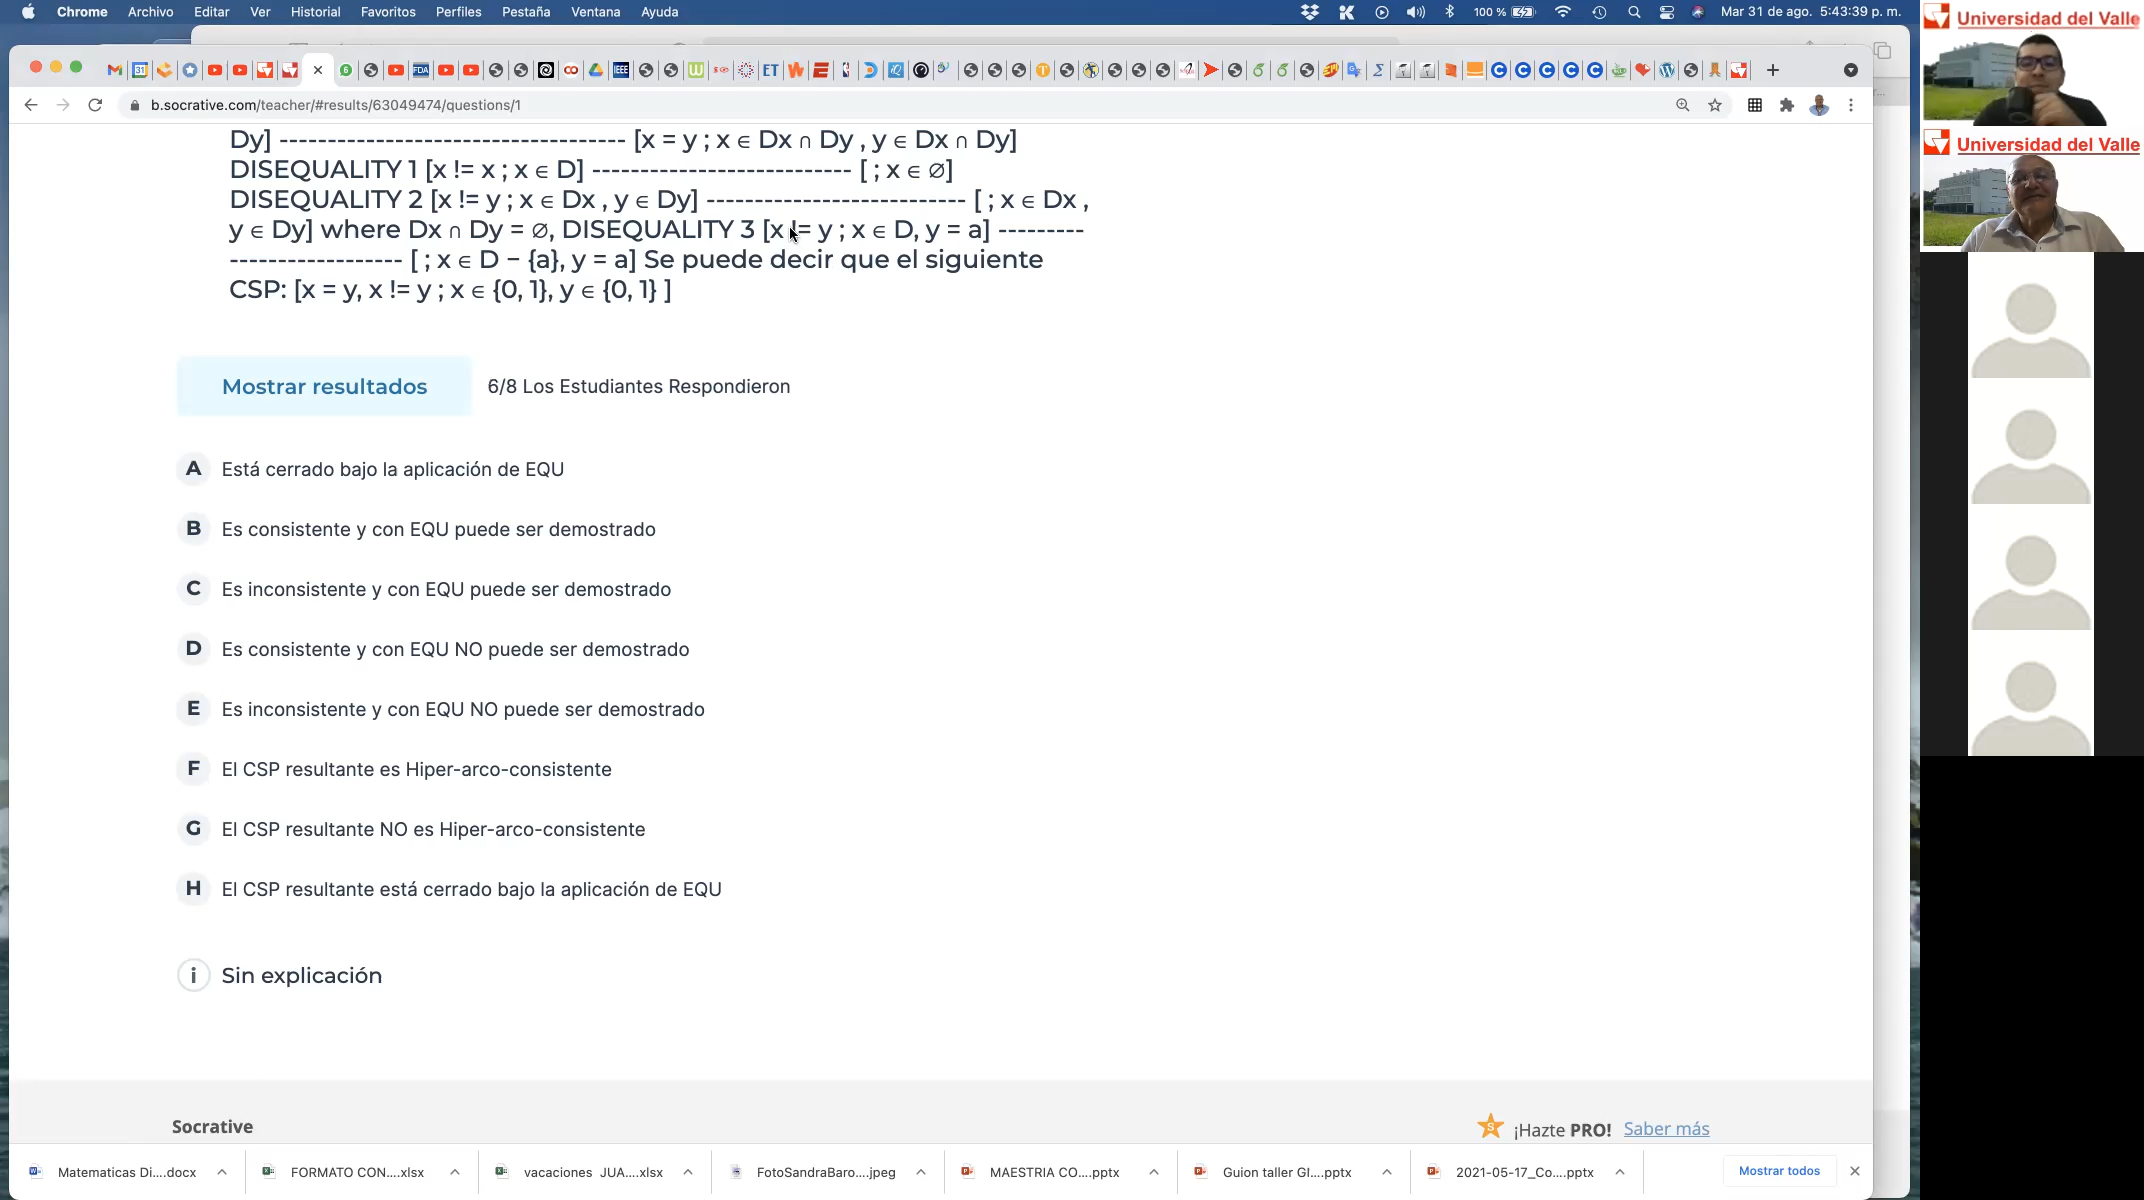 Chrome Archivo Editar Ver Historial Favoritos Perfiles Pestaña Ventana Ayuda
100 % Mar 31 de ago. 5:43:39 p. m.
Universidad del Valle
b.socrative.com/teacher/#results/63049474/questions/1
Universidad del Valle
Dy] ------------------------------------ [x = y ; x ∈ Dx ∩ Dy , y ∈ Dx ∩ Dy]
DISEQUALITY 1 [x != x ; x ∈ D] --------------------------- [ ; x ∈ ∅]
DISEQUALITY 2 [x != y ; x ∈ Dx , y ∈ Dy] --------------------------- [ ; x ∈ Dx ,
y ∈ Dy] where Dx ∩ Dy = ∅, DISEQUALITY 3 [x != y ; x ∈ D, y = a] ---------
------------------ [ ; x ∈ D − {a}, y = a] Se puede decir que el siguiente
CSP: [x = y, x != y ; x ∈ {0, 1}, y ∈ {0, 1} ]
Mostrar resultados 6/8 Los Estudiantes Respondieron
A Está cerrado bajo la aplicación de EQU
B Es consistente y con EQU puede ser demostrado
C Es inconsistente y con EQU puede ser demostrado
D Es consistente y con EQU NO puede ser demostrado
E Es inconsistente y con EQU NO puede ser demostrado
F El CSP resultante es Hiper-arco-consistente
G El CSP resultante NO es Hiper-arco-consistente
H El CSP resultante está cerrado bajo la aplicación de EQU
i Sin explicación
Socrative ¡Hazte PRO! Saber más
Matematicas Di....docx FORMATO CON....xlsx vacaciones JUA....xlsx FotoSandraBaro....jpeg MAESTRIA CO....pptx Guion taller GI....pptx 2021-05-17_Co....pptx Mostrar todos